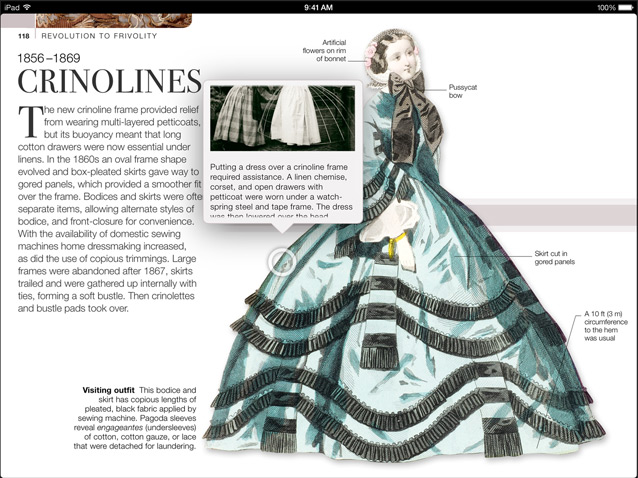 iPad 9:41 AM 100%
118 REVOLUTION TO FRIVOLITY
1856–1869
CRINOLINES
The new crinoline frame provided relief
from wearing multi-layered petticoats,
but its buoyancy meant that long
cotton drawers were now essential under
linens. In the 1860s an oval frame shape
evolved and box-pleated skirts gave way to
gored panels, which provided a smoother fit
over the frame. Bodices and skirts were ofte
separate items, allowing alternate styles of
bodice, and front-closure for convenience.
With the availability of domestic sewing
machines home dressmaking increased,
as did the use of copious trimmings. Large
frames were abandoned after 1867, skirts
trailed and were gathered up internally with
ties, forming a soft bustle. Then crinolettes
and bustle pads took over.
Putting a dress over a crinoline frame
required assistance. A linen chemise,
corset, and open drawers with
petticoat were worn under a watch-
spring steel and tape frame. The dress
was then lowered over the head
Artificial
flowers on rim
of bonnet
Pussycat
bow
Skirt cut in
gored panels
A 10 ft (3 m)
circumference
to the hem
was usual
Visiting outfit This bodice and
skirt has copious lengths of
pleated, black fabric applied by
sewing machine. Pagoda sleeves
reveal engageantes (undersleeves)
of cotton, cotton gauze, or lace
that were detached for laundering.